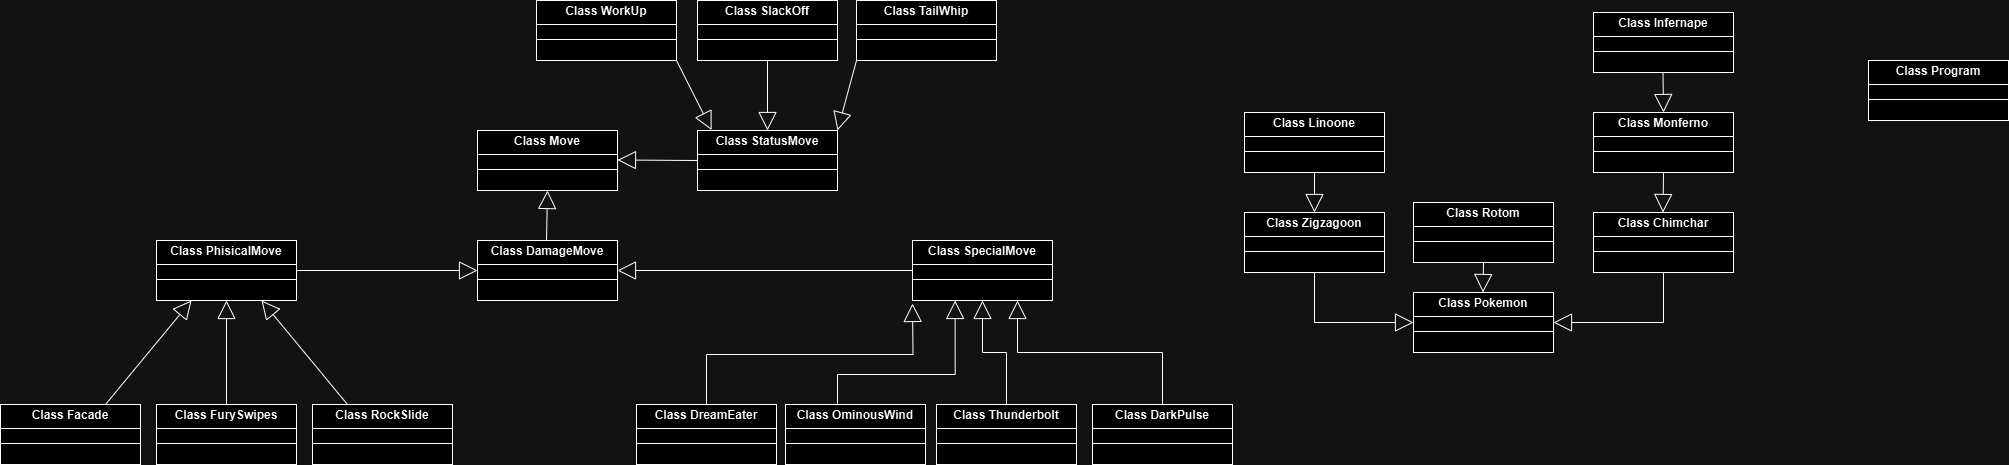 Class WorkUp
Class SlackOff
Class TailWhip
Class Infernape
Class Program
Class Linoone
Class Monferno
Class Move
Class StatusMove
Class Rotom
Class Zigzagoon
Class Chimchar
Class PhisicalMove
Class DamageMove
Class SpecialMove
Class Pokemon
Class Facade
Class FurySwipes
Class RockSlide
Class DreamEater
Class OminousWind
Class Thunderbolt
Class DarkPulse